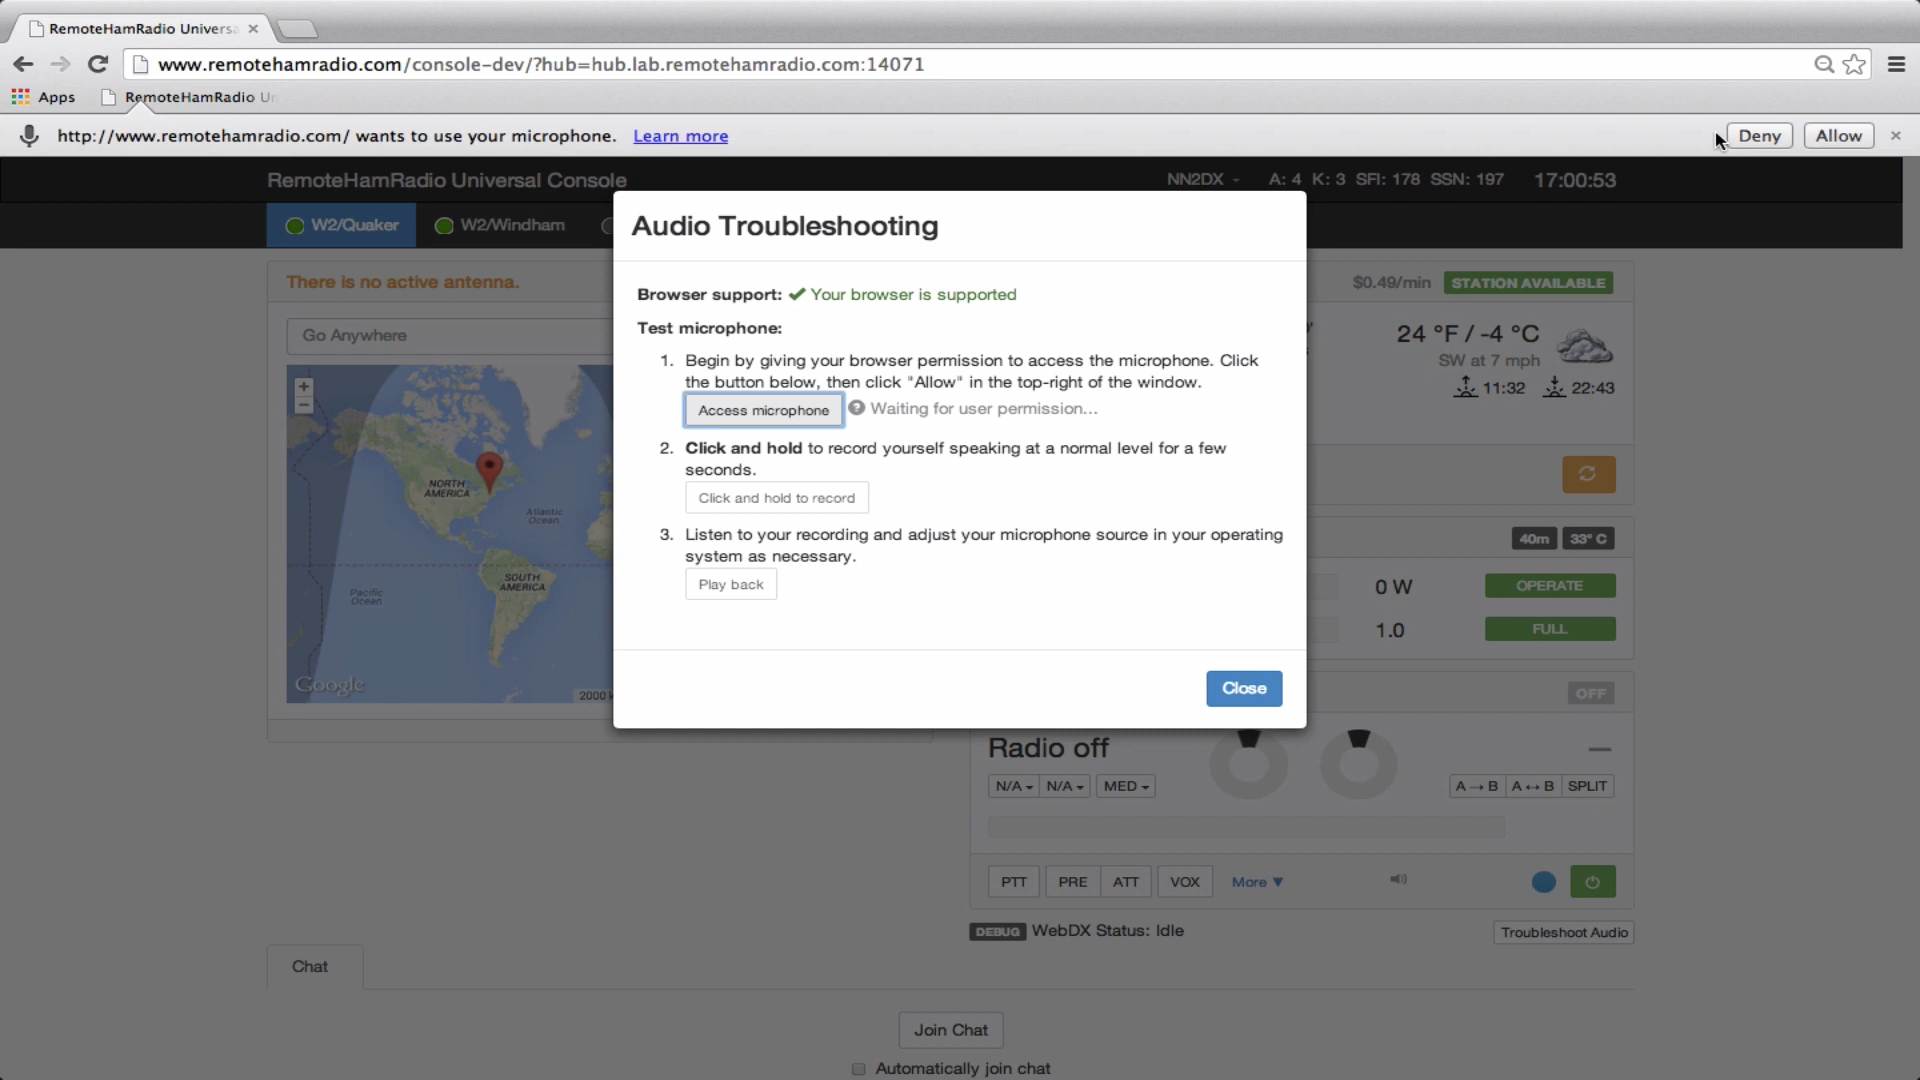 RemoteHamRadio Univers
www.remotehamradio.com/console-dev/?hub=hub.lab.remotehamradio.com:14071
Apps
RemoteHamRadio Un
http://www.remotehamradio.com/ wants to use your microphone. Learn more
Deny
Allow
RemoteHamRadio Universal Console
NN2DX
A: 4 K: 3 SFI: 178 SSN: 197
17:00:53
W2/Quaker
W2/Windham
There is no active antenna.
Go Anywhere
NORTH
AMERICA
Atlantic
Ocean
SOUTH
AMERICA
Pacific
Ocean
Google
2000
Audio Troubleshooting
Browser support: ✔ Your browser is supported
Test microphone:
1. Begin by giving your browser permission to access the microphone. Click
the button below, then click "Allow" in the top-right of the window.
Access microphone
Waiting for user permission...
2. Click and hold to record yourself speaking at a normal level for a few
seconds.
Click and hold to record
3. Listen to your recording and adjust your microphone source in your operating
system as necessary.
Play back
Close
$0.49/min
STATION AVAILABLE
24 °F / -4 °C
SW at 7 mph
11:32
22:43
40m
33° C
0 W
OPERATE
1.0
FULL
OFF
Radio off
N/A
N/A
MED
A → B
A ↔ B
SPLIT
PTT
PRE
ATT
VOX
More ▼
DEBUG WebDX Status: Idle
Troubleshoot Audio
Chat
Join Chat
Automatically join chat